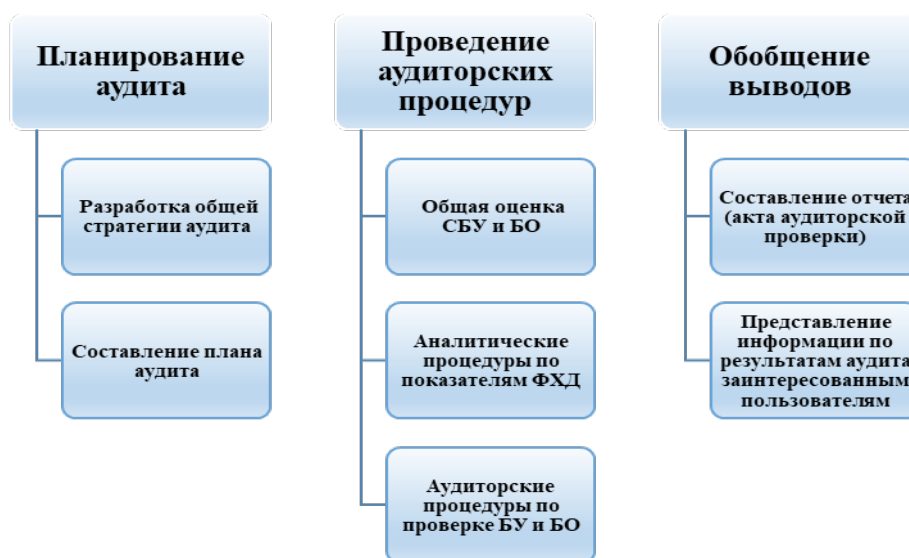 Планирование
аудита
Разработка общей
стратегии аудита
Составление плана
аудита
Проведение
аудиторских
процедур
Общая оценка
СБУ и БО
Аналитические
процедуры по
показателям ФХД
Аудиторские
процедуры по
проверке БУ и БО
Обобщение
выводов
Составление отчета
(акта аудиторской
проверки)
Представление
информации по
результатам аудита
заинтересованным
пользователям